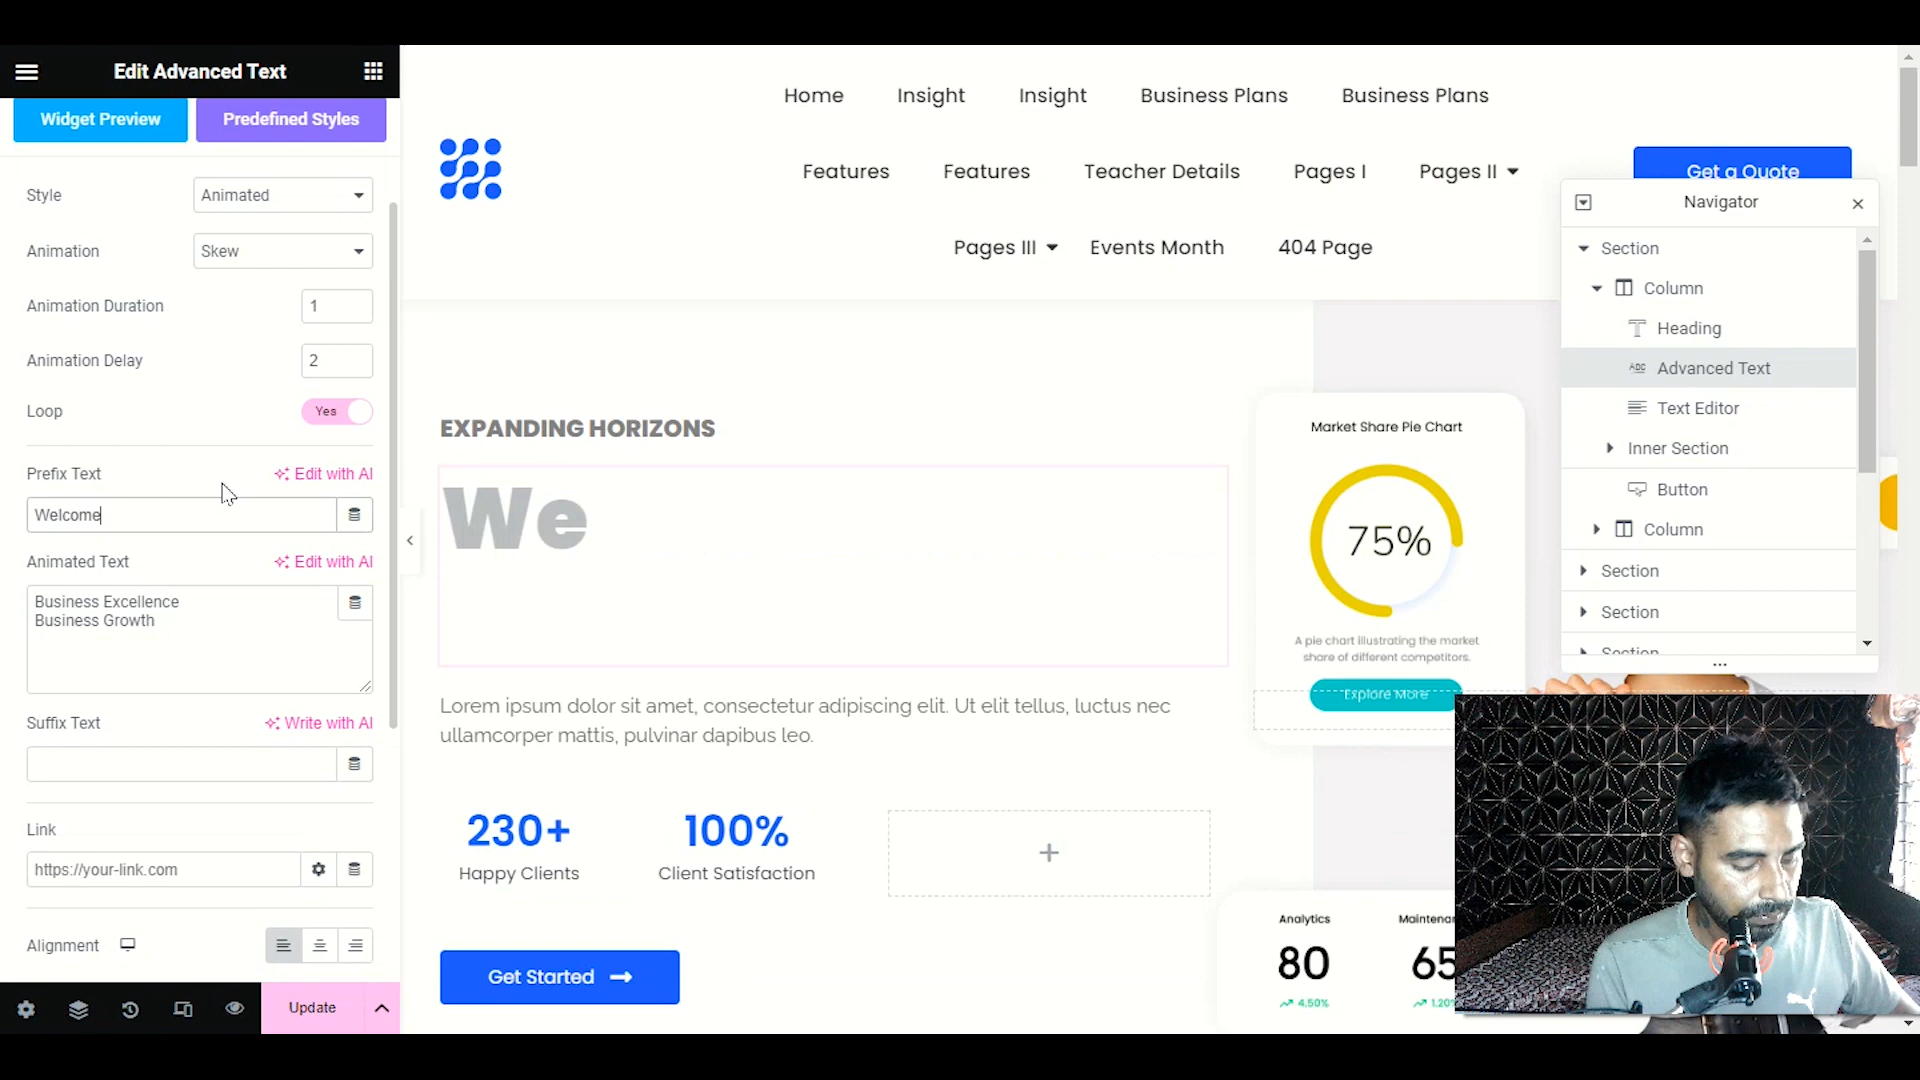 Edit Advanced Text
Widget Preview
Predefined Styles
Style
Animated
Animation
Skew
Animation Duration
1
Animation Delay
2
Loop
Yes
Prefix Text
Edit with AI
Welcome
Animated Text
Edit with AI
Business Excellence
Business Growth
Suffix Text
Write with AI
Link
https://your-link.com
Alignment
Update
Home
Insight
Insight
Business Plans
Business Plans
Features
Features
Teacher Details
Pages I
Pages II
Get a Quote
Pages III
Events Month
404 Page
EXPANDING HORIZONS
We
Lorem ipsum dolor sit amet, consectetur adipiscing elit. Ut elit tellus, luctus nec
ullamcorper mattis, pulvinar dapibus leo.
230+
Happy Clients
100%
Client Satisfaction
+
Get Started
Market Share Pie Chart
75%
A pie chart illustrating the market
share of different competitors.
Explore More
Analytics
80
4.50%
Maintenan
65
1.20%
Navigator
Section
Column
Heading
Advanced Text
Text Editor
Inner Section
Button
Column
Section
Section
Section